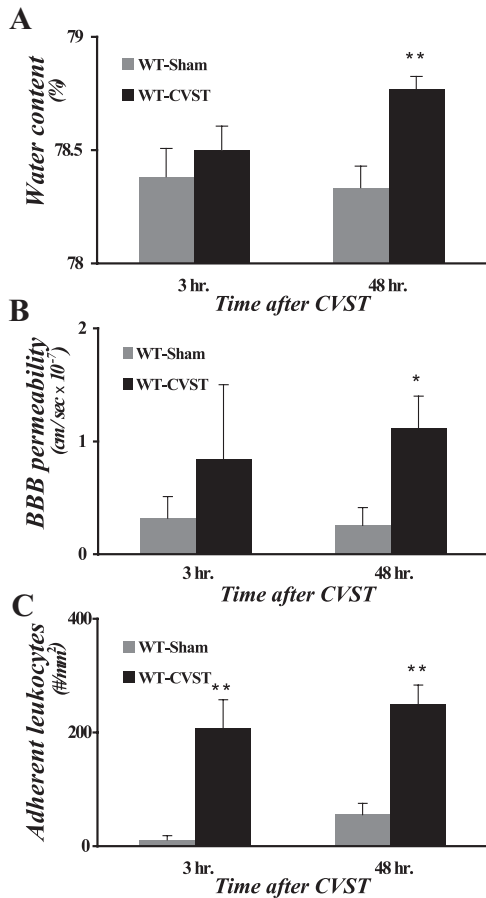 A
79
WT-Sham
WT-CVST
**
Water content
(%)
78.5
78
3 hr.
48 hr.
Time after CVST
B
2
WT-Sham
WT-CVST
*
BBB permeability
(cm/sec x 10⁻⁷)
1
0
3 hr.
48 hr.
Time after CVST
C
400
WT-Sham
WT-CVST
**
**
Adherent leukocytes
(#/mm²)
200
0
3 hr.
48 hr.
Time after CVST